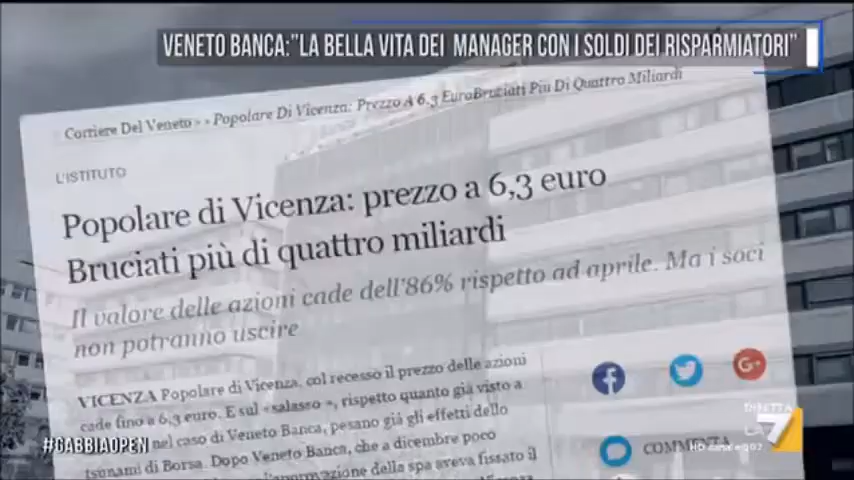 VENETO BANCA:"LA BELLA VITA DEI MANAGER CON I SOLDI DEI RISPARMIATORI"
Corriere Del Veneto > > Popolare Di Vicenza: Prezzo A 6,3 EuroBruciati Più Di Quattro Miliardi
L'ISTITUTO
Popolare di Vicenza: prezzo a 6,3 euro
Bruciati più di quattro miliardi
Il valore delle azioni cade dell'86% rispetto ad aprile. Ma i soci
non potranno uscire
VICENZA Popolare di Vicenza, col recesso il prezzo delle azioni
cade fino a 6,3 euro. E sul «salasso», rispetto quanto già visto a
nel caso di Veneto Banca, pesano già gli effetti dello
tsunami di Borsa. Dopo Veneto Banca, che a dicembre poco
della spa aveva fissato il
COMMENTA
#GABBIAOPEN
DIRETTA
LA
7
HD